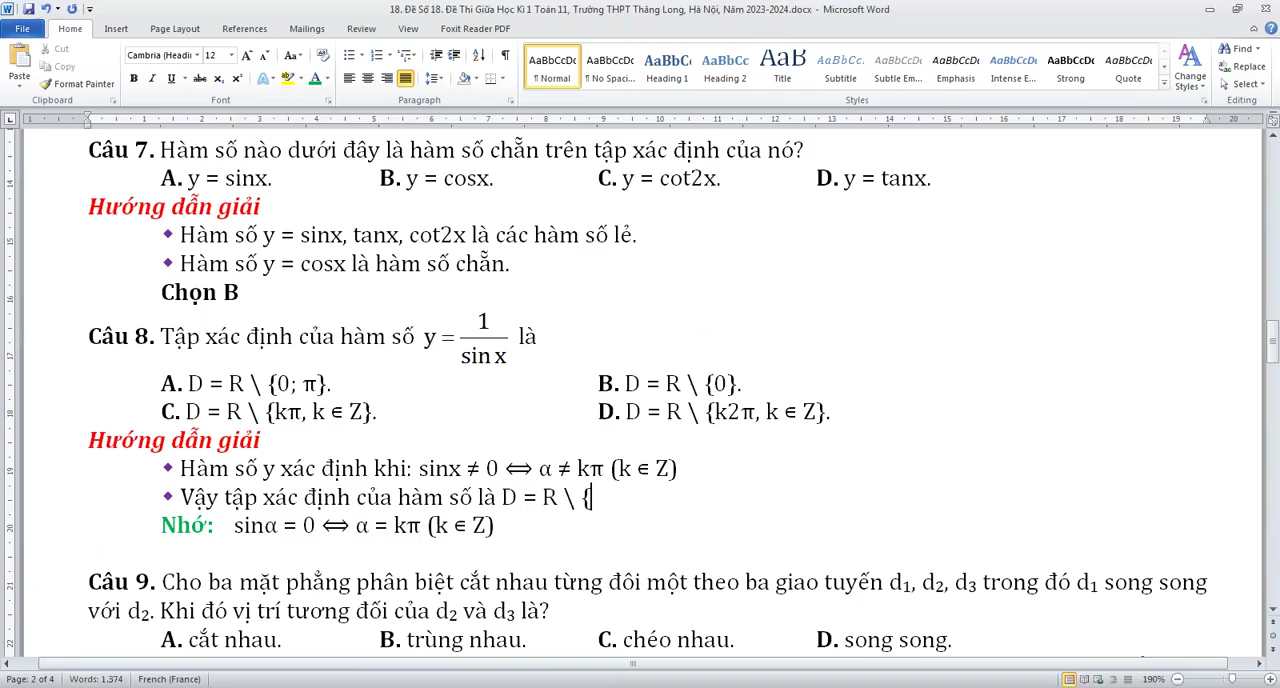 18. Đề Số 18. Đề Thi Giữa Học Kì 1 Toán 11, Trường THPT Thăng Long, Hà Nội, Năm 2023-2024.docx - Microsoft Word
File Home Insert Page Layout References Mailings Review View Foxit Reader PDF
Paste
Cut
Copy
Format Painter
Clipboard
Cambria (Headi 12
Font
Paragraph
AaBbCcDc AaBbCcDc AaBbC AaBbCc AaB AaBbCc. AaBbCcDc AaBbCcDc AaBbCcDc AaBbCcDc AaBbCcDc
¶ Normal ¶ No Spaci... Heading 1 Heading 2 Title Subtitle Subtle Em... Emphasis Intense E... Strong Quote
Styles
Change Styles
Find
Replace
Select
Editing
Câu 7. Hàm số nào dưới đây là hàm số chẵn trên tập xác định của nó?
A. y = sinx. B. y = cosx. C. y = cot2x. D. y = tanx.
Hướng dẫn giải
Hàm số y = sinx, tanx, cot2x là các hàm số lẻ.
Hàm số y = cosx là hàm số chẵn.
Chọn B
Câu 8. Tập xác định của hàm số y = 1/sin x là
A. D = R \ {0; π}. B. D = R \ {0}.
C. D = R \ {kπ, k ∈ Z}. D. D = R \ {k2π, k ∈ Z}.
Hướng dẫn giải
Hàm số y xác định khi: sinx ≠ 0 ⟺ α ≠ kπ (k ∈ Z)
Vậy tập xác định của hàm số là D = R \ {
Nhớ: sinα = 0 ⟺ α = kπ (k ∈ Z)
Câu 9. Cho ba mặt phẳng phân biệt cắt nhau từng đôi một theo ba giao tuyến d₁, d₂, d₃ trong đó d₁ song song
với d₂. Khi đó vị trí tương đối của d₂ và d₃ là?
A. cắt nhau. B. trùng nhau. C. chéo nhau. D. song song.
Page: 2 of 4 Words: 1.374 French (France) 190%